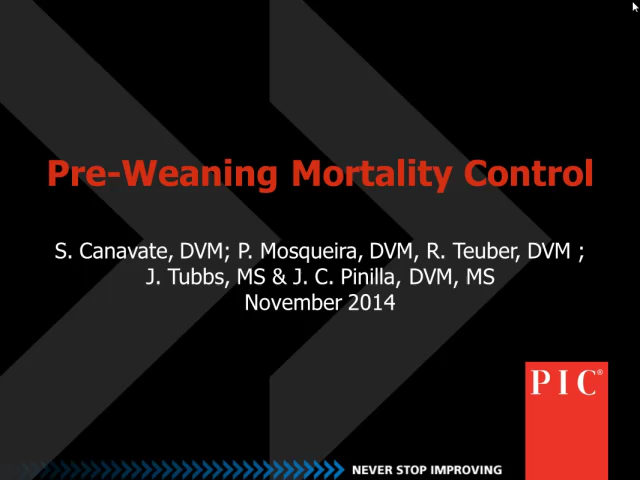 Pre-Weaning Mortality Control
S. Canavate, DVM; P. Mosqueira, DVM, R. Teuber, DVM ;
J. Tubbs, MS & J. C. Pinilla, DVM, MS
November 2014
PIC®
NEVER STOP IMPROVING